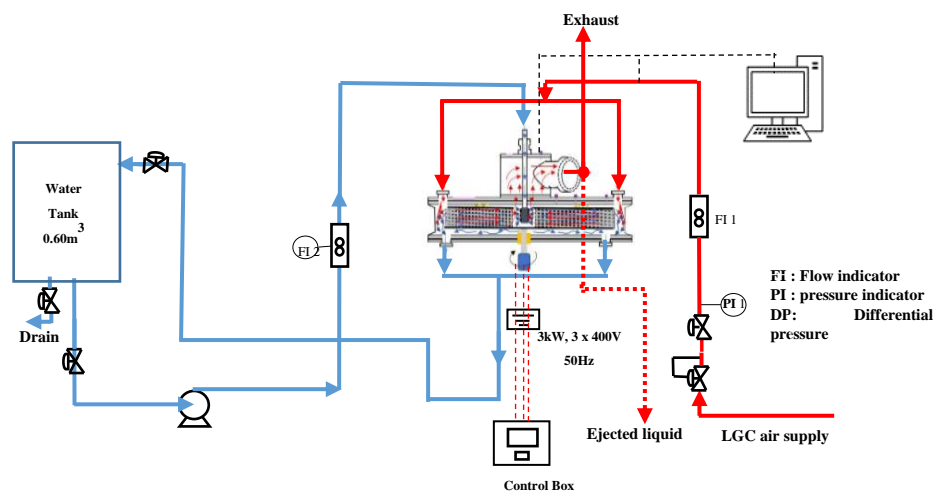 Exhaust
Water
Tank
3
0.60m
FI 2
FI 1
PI 1
FI : Flow indicator
PI : pressure indicator
DP: Differential
pressure
Drain
3kW, 3 x 400V
50Hz
Ejected liquid
LGC air supply
Control Box